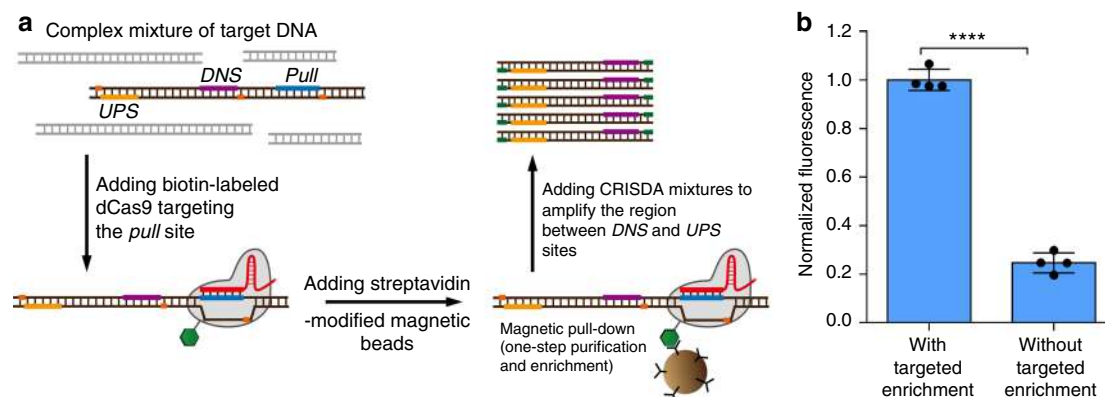 a
Complex mixture of target DNA
DNS
Pull
UPS
Adding biotin-labeled
dCas9 targeting
the pull site
Adding streptavidin
-modified magnetic
beads
Adding CRISDA mixtures to
amplify the region
between DNS and UPS
sites
Magnetic pull-down
(one-step purification
and enrichment)
b
Normalized fluorescence
1.2
1.0
0.8
0.6
0.4
0.2
0.0
****
With
targeted
enrichment
Without
targeted
enrichment